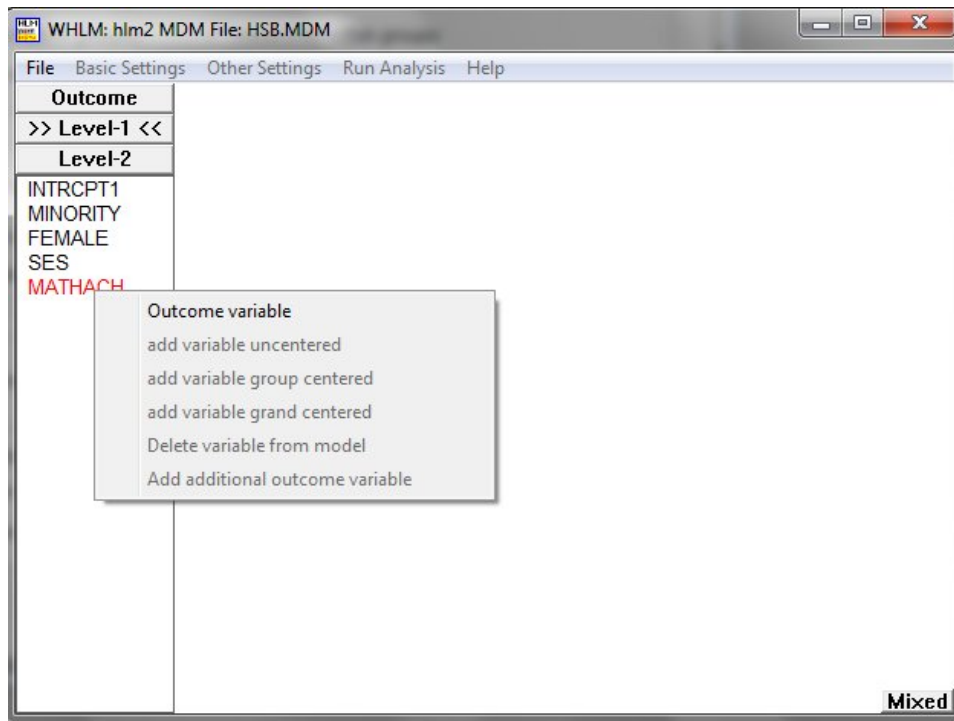 WHLM: hlm2 MDM File: HSB.MDM
File Basic Settings Other Settings Run Analysis Help
Outcome
>> Level-1 <<
Level-2
INTRCPT1
MINORITY
FEMALE
SES
MATHACH
Outcome variable
add variable uncentered
add variable group centered
add variable grand centered
Delete variable from model
Add additional outcome variable
Mixed